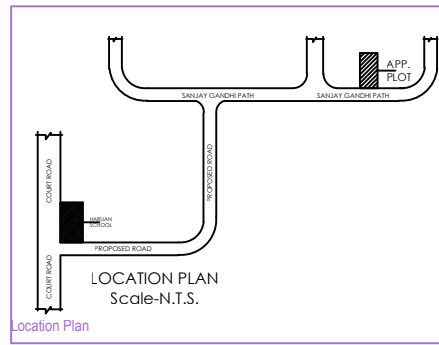 APP.
PLOT
SANJAY GANDHI PATH
SANJAY GANDHI PATH
COURT ROAD
PROPOSED ROAD
HARIJAN
SCHOOL
PROPOSED ROAD
COURT ROAD
LOCATION PLAN
Scale-N.T.S.
Location Plan